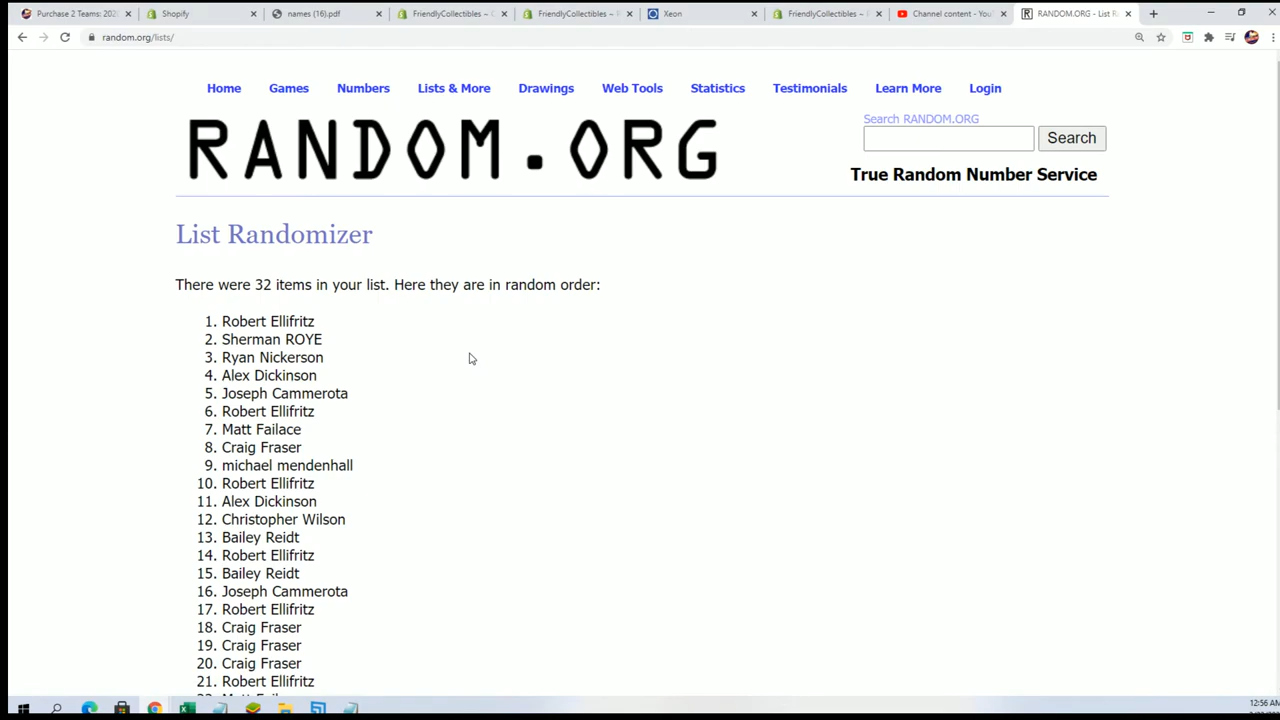 Purchase 2 Teams: 202
Shopify
names (16).pdf
FriendlyCollectibles ~ C
FriendlyCollectibles ~
Xeon
FriendlyCollectibles ~
Channel content - You
RANDOM.ORG - List R
random.org/lists/
Home Games Numbers Lists & More Drawings Web Tools Statistics Testimonials Learn More Login
RANDOM.ORG
Search RANDOM.ORG
Search
True Random Number Service
List Randomizer
There were 32 items in your list. Here they are in random order:
1. Robert Ellifritz
2. Sherman ROYE
3. Ryan Nickerson
4. Alex Dickinson
5. Joseph Cammerota
6. Robert Ellifritz
7. Matt Failace
8. Craig Fraser
9. michael mendenhall
10. Robert Ellifritz
11. Alex Dickinson
12. Christopher Wilson
13. Bailey Reidt
14. Robert Ellifritz
15. Bailey Reidt
16. Joseph Cammerota
17. Robert Ellifritz
18. Craig Fraser
19. Craig Fraser
20. Craig Fraser
21. Robert Ellifritz
12:56 AM